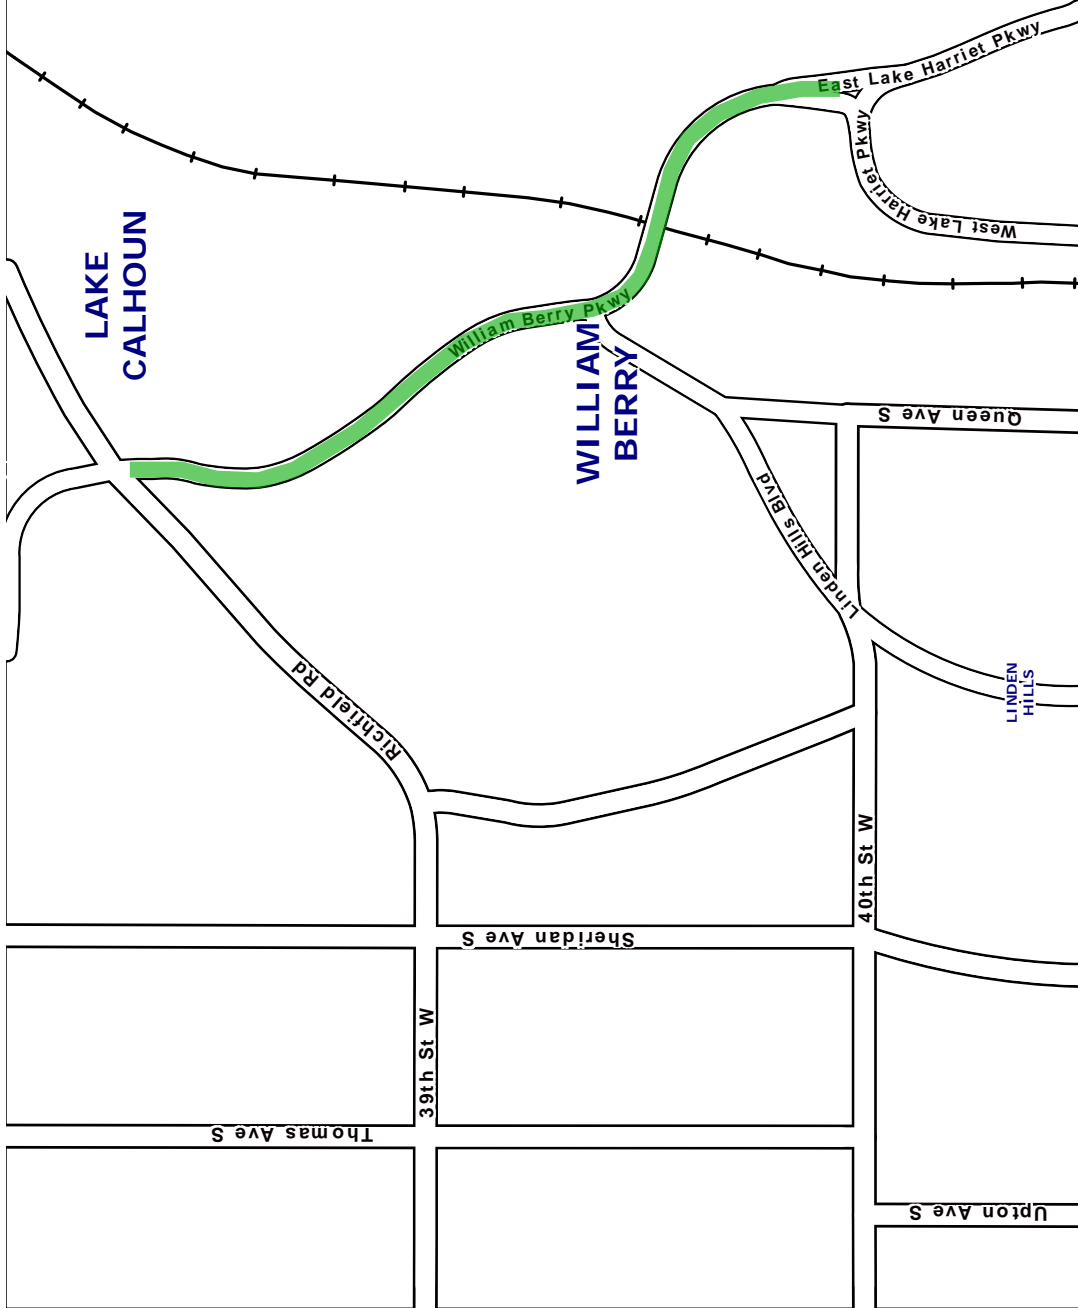 East Lake Harriet Pkwy
West Lake Harriet Pkwy
LAKE
CALHOUN
William Berry Pkwy
WILLIAM
BERRY
Queen Ave S
Linden Hills Blvd
LINDEN
HILLS
Richfield Rd
40th St W
Sheridan Ave S
39th St W
Thomas Ave S
Upton Ave S